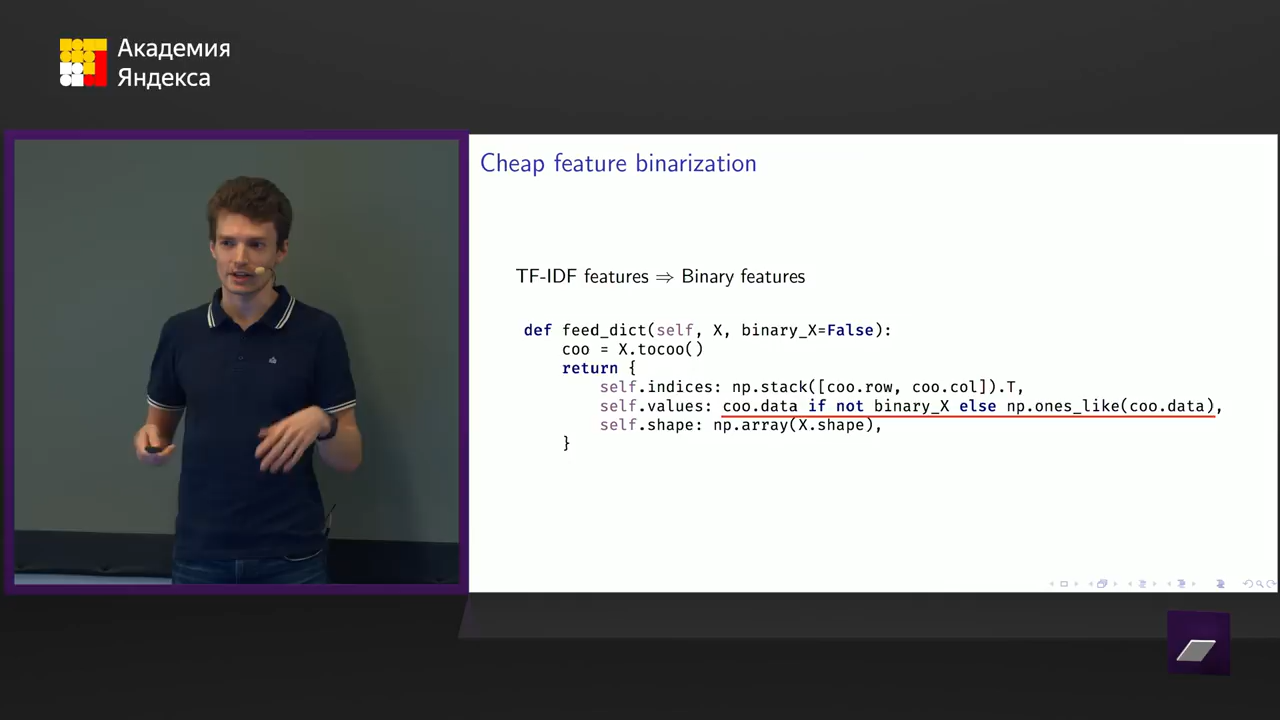 Академия
Яндекса
Cheap feature binarization
TF-IDF features ⇒ Binary features
def feed_dict(self, X, binary_X=False):
coo = X.tocoo()
return {
self.indices: np.stack([coo.row, coo.col]).T,
self.values: coo.data if not binary_X else np.ones_like(coo.data),
self.shape: np.array(X.shape),
}